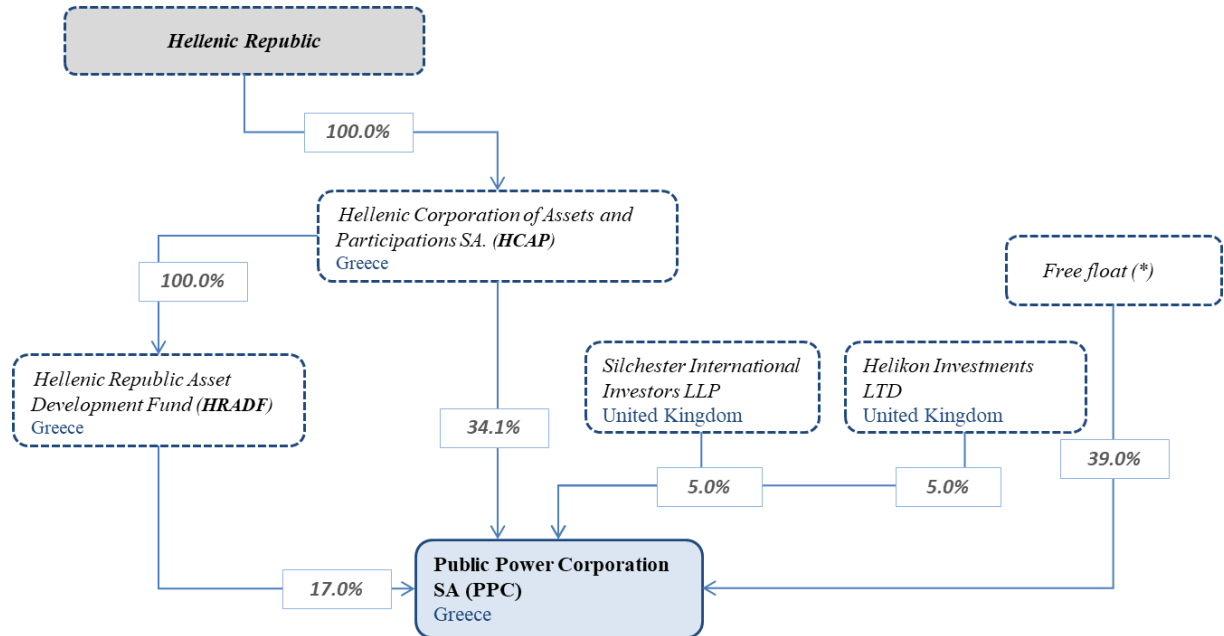 Hellenic Republic
100.0%
Hellenic Corporation of Assets and
Participations SA. (HCAP)
Greece
100.0%
Free float (*)
Hellenic Republic Asset
Development Fund (HRADF)
Greece
Silchester International
Investors LLP
United Kingdom
Helikon Investments
LTD
United Kingdom
34.1%
39.0%
5.0%
5.0%
Public Power Corporation
SA (PPC)
Greece
17.0%